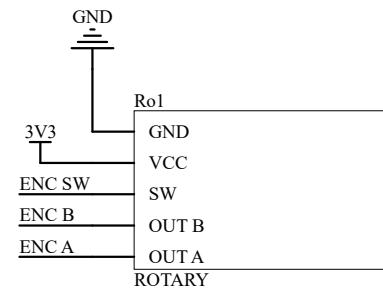 GND
Ro1
GND
3V3
VCC
ENC SW
SW
ENC B
OUT B
ENC A
OUT A
ROTARY